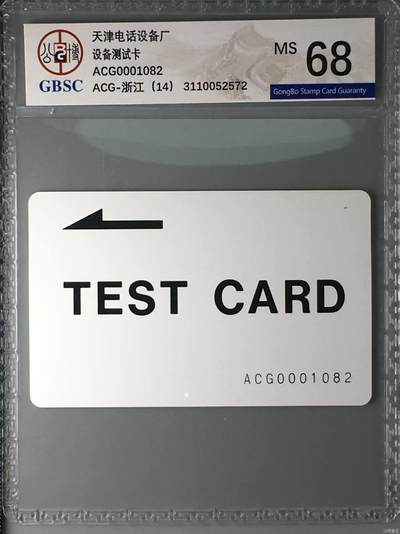 天津电话设备厂
设备测试卡
ACG0001082
ACG-浙江（14） 3110052572
GBSC
MS 68
GongBo Stamp Card Guaranty
TEST CARD
ACG0001082